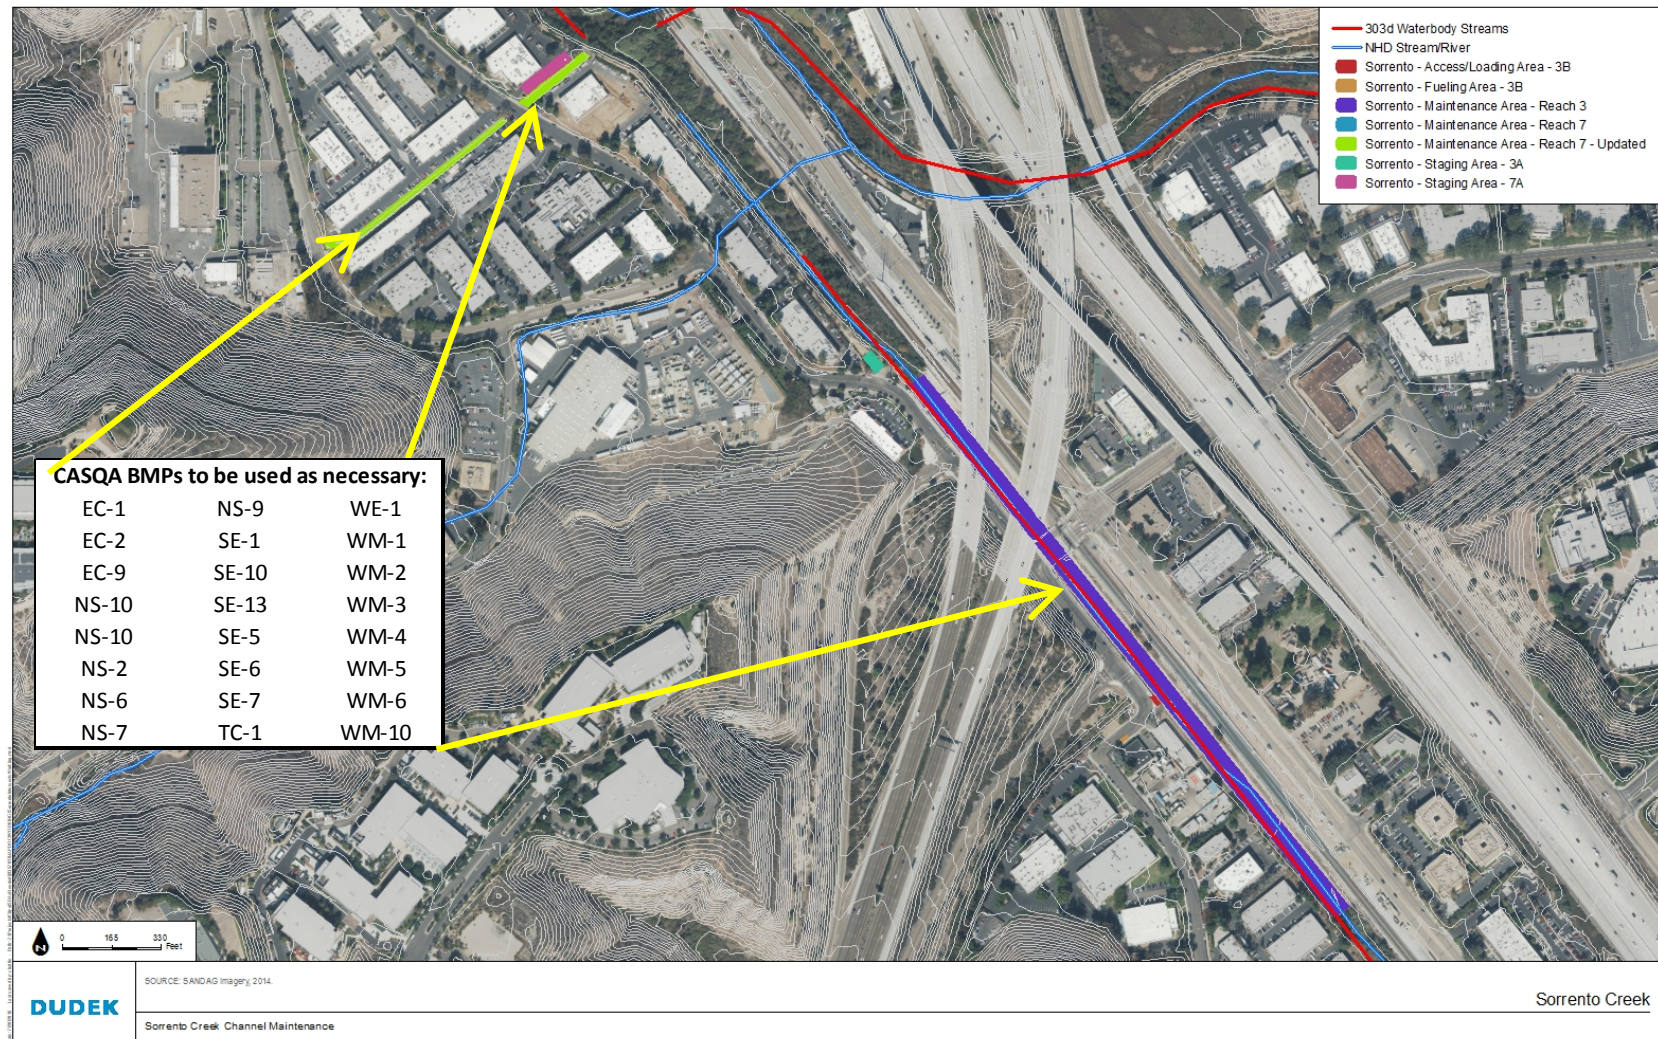 303d Waterbody Streams
NHD Stream/River
Sorrento - Access/Loading Area - 3B
Sorrento - Fueling Area - 3B
Sorrento - Maintenance Area - Reach 3
Sorrento - Maintenance Area - Reach 7
Sorrento - Maintenance Area - Reach 7 - Updated
Sorrento - Staging Area - 3A
Sorrento - Staging Area - 7A
CASQA BMPs to be used as necessary:
EC-1 NS-9 WE-1
EC-2 SE-1 WM-1
EC-9 SE-10 WM-2
NS-10 SE-13 WM-3
NS-10 SE-5 WM-4
NS-2 SE-6 WM-5
NS-6 SE-7 WM-6
NS-7 TC-1 WM-10
N
0 165 330
Feet
DUDEK
SOURCE: SANDAG Imagery, 2014.
Sorrento Creek
Sorrento Creek Channel Maintenance